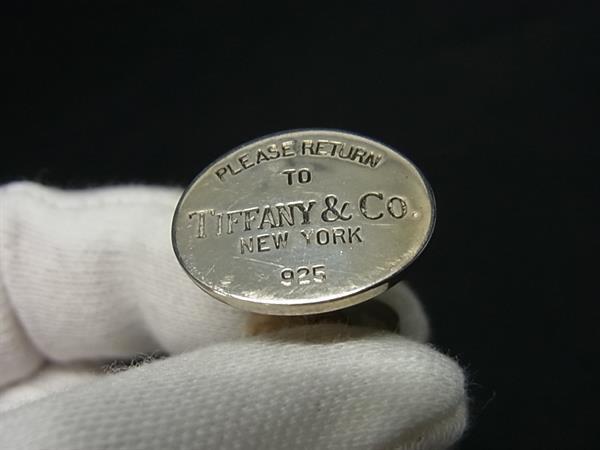 PLEASE RETURN
TO
TIFFANY & CO.
NEW YORK
925